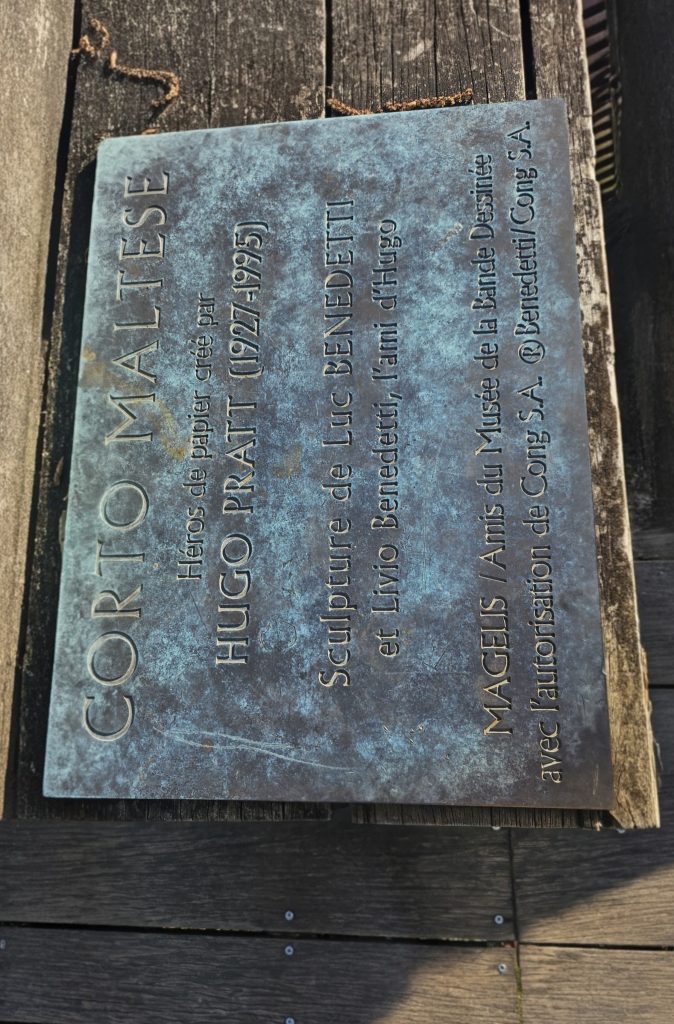 CORTO MALTESE
Héros de papier créé par
HUGO PRATT (1927-1995)
Sculpture de Luc BENEDETTI
et Livio Benedetti, l'ami d'Hugo
MAGELIS / Amis du Musée de la Bande Dessinée
avec l'autorisation de Cong S.A. ® Benedetti/Cong S.A.